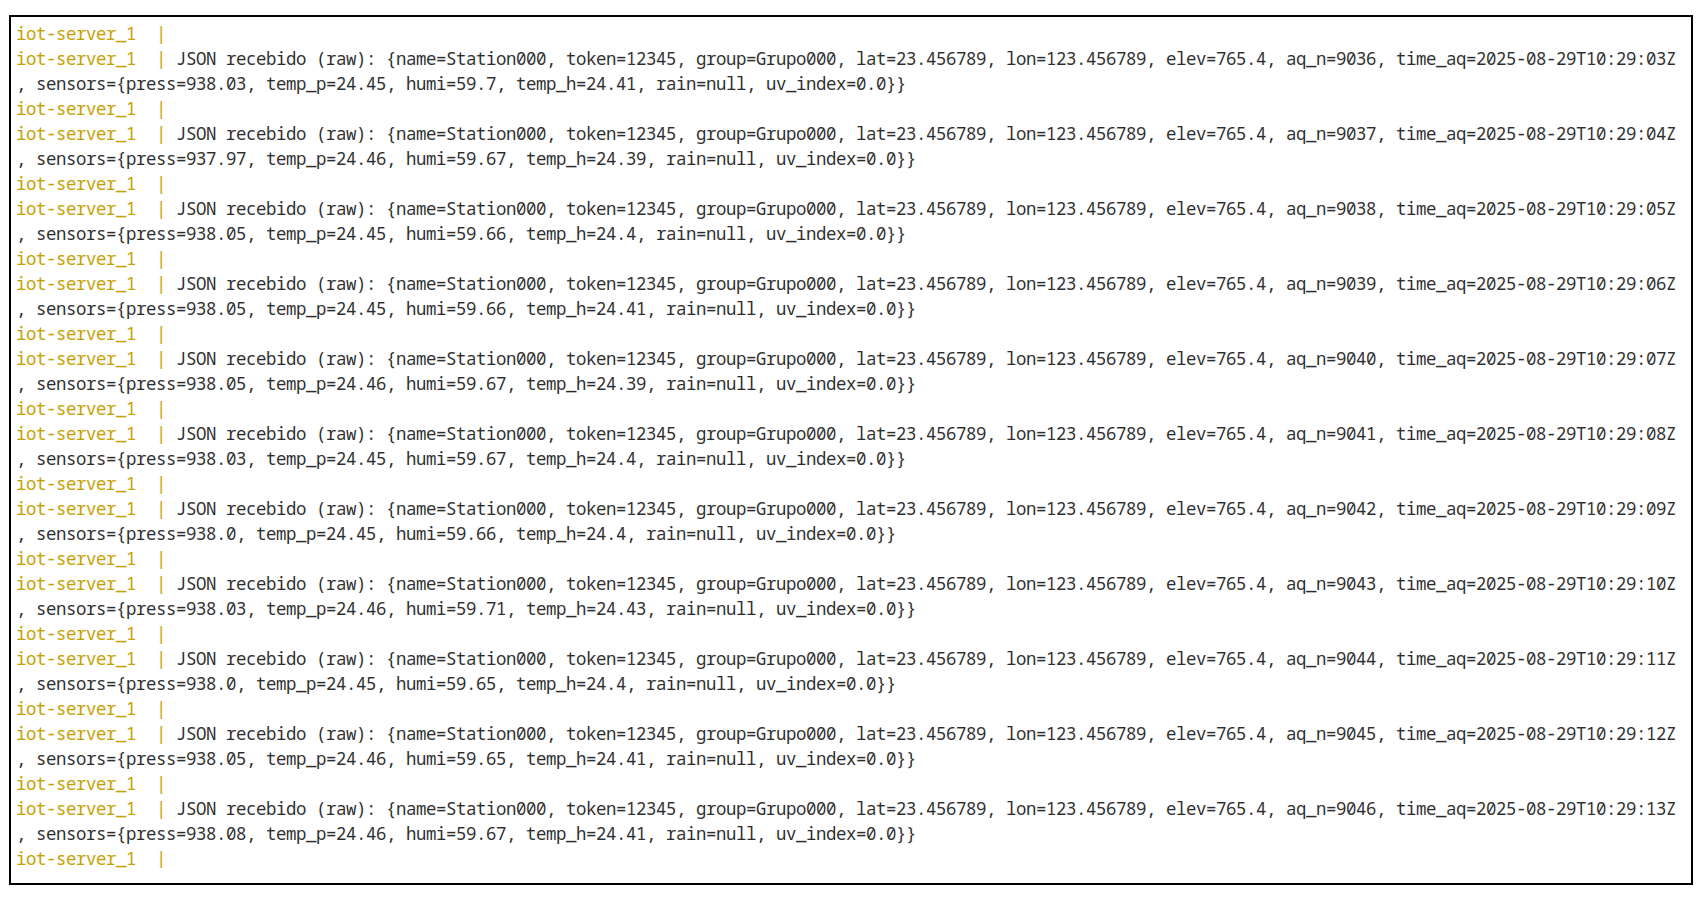 iot-server_1  |
iot-server_1  | JSON recebido (raw): {name=Station000, token=12345, group=Grupo000, lat=23.456789, lon=123.456789, elev=765.4, aq_n=9036, time_aq=2025-08-29T10:29:03Z
, sensors={press=938.03, temp_p=24.45, humi=59.7, temp_h=24.41, rain=null, uv_index=0.0}}
iot-server_1  |
iot-server_1  | JSON recebido (raw): {name=Station000, token=12345, group=Grupo000, lat=23.456789, lon=123.456789, elev=765.4, aq_n=9037, time_aq=2025-08-29T10:29:04Z
, sensors={press=937.97, temp_p=24.46, humi=59.67, temp_h=24.39, rain=null, uv_index=0.0}}
iot-server_1  |
iot-server_1  | JSON recebido (raw): {name=Station000, token=12345, group=Grupo000, lat=23.456789, lon=123.456789, elev=765.4, aq_n=9038, time_aq=2025-08-29T10:29:05Z
, sensors={press=938.05, temp_p=24.45, humi=59.66, temp_h=24.4, rain=null, uv_index=0.0}}
iot-server_1  |
iot-server_1  | JSON recebido (raw): {name=Station000, token=12345, group=Grupo000, lat=23.456789, lon=123.456789, elev=765.4, aq_n=9039, time_aq=2025-08-29T10:29:06Z
, sensors={press=938.05, temp_p=24.45, humi=59.66, temp_h=24.41, rain=null, uv_index=0.0}}
iot-server_1  |
iot-server_1  | JSON recebido (raw): {name=Station000, token=12345, group=Grupo000, lat=23.456789, lon=123.456789, elev=765.4, aq_n=9040, time_aq=2025-08-29T10:29:07Z
, sensors={press=938.05, temp_p=24.46, humi=59.67, temp_h=24.39, rain=null, uv_index=0.0}}
iot-server_1  |
iot-server_1  | JSON recebido (raw): {name=Station000, token=12345, group=Grupo000, lat=23.456789, lon=123.456789, elev=765.4, aq_n=9041, time_aq=2025-08-29T10:29:08Z
, sensors={press=938.03, temp_p=24.45, humi=59.67, temp_h=24.4, rain=null, uv_index=0.0}}
iot-server_1  |
iot-server_1  | JSON recebido (raw): {name=Station000, token=12345, group=Grupo000, lat=23.456789, lon=123.456789, elev=765.4, aq_n=9042, time_aq=2025-08-29T10:29:09Z
, sensors={press=938.0, temp_p=24.45, humi=59.66, temp_h=24.4, rain=null, uv_index=0.0}}
iot-server_1  |
iot-server_1  | JSON recebido (raw): {name=Station000, token=12345, group=Grupo000, lat=23.456789, lon=123.456789, elev=765.4, aq_n=9043, time_aq=2025-08-29T10:29:10Z
, sensors={press=938.03, temp_p=24.46, humi=59.71, temp_h=24.43, rain=null, uv_index=0.0}}
iot-server_1  |
iot-server_1  | JSON recebido (raw): {name=Station000, token=12345, group=Grupo000, lat=23.456789, lon=123.456789, elev=765.4, aq_n=9044, time_aq=2025-08-29T10:29:11Z
, sensors={press=938.0, temp_p=24.45, humi=59.65, temp_h=24.4, rain=null, uv_index=0.0}}
iot-server_1  |
iot-server_1  | JSON recebido (raw): {name=Station000, token=12345, group=Grupo000, lat=23.456789, lon=123.456789, elev=765.4, aq_n=9045, time_aq=2025-08-29T10:29:12Z
, sensors={press=938.05, temp_p=24.46, humi=59.65, temp_h=24.41, rain=null, uv_index=0.0}}
iot-server_1  |
iot-server_1  | JSON recebido (raw): {name=Station000, token=12345, group=Grupo000, lat=23.456789, lon=123.456789, elev=765.4, aq_n=9046, time_aq=2025-08-29T10:29:13Z
, sensors={press=938.08, temp_p=24.46, humi=59.67, temp_h=24.41, rain=null, uv_index=0.0}}
iot-server_1  |